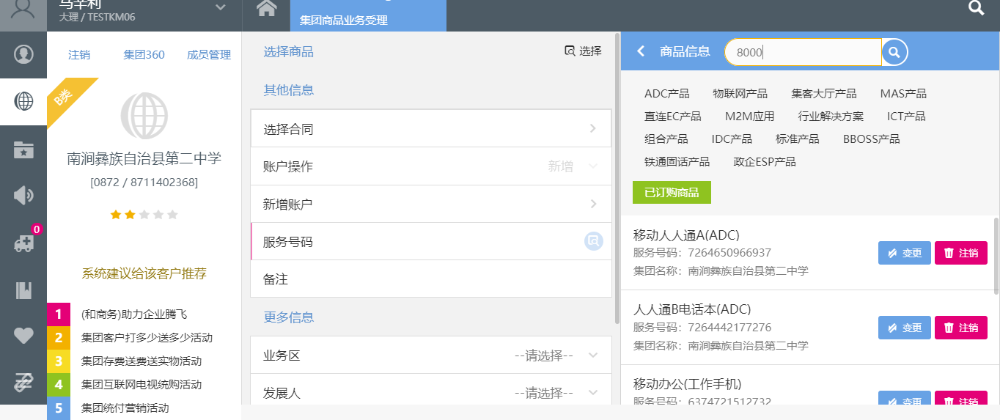 乌辛利
大理 / TESTKM06
集团商品业务受理
注销 集团360 成员管理
B类
南涧彝族自治县第二中学
[0872 / 8711402368]
0
系统建议给该客户推荐
1 (和商务)助力企业腾飞
2 集团客户打多少送多少活动
3 集团存费送费送实物活动
4 集团互联网电视统购活动
5 集团统付营销活动
选择商品 选择
其他信息
选择合同
账户操作 新增
新增账户
服务号码
备注
更多信息
业务区 --请选择--
发展人 --请选择--
商品信息 8000
ADC产品 物联网产品 集客大厅产品 MAS产品
直连EC产品 M2M应用 行业解决方案 ICT产品
组合产品 IDC产品 标准产品 BBOSS产品
铁通固话产品 政企ESP产品
已订购商品
移动人人通A(ADC)
服务号码：7264650966937
变更 注销
集团名称：南涧彝族自治县第二中学
人人通B电话本(ADC)
服务号码：7264442177276
变更 注销
集团名称：南涧彝族自治县第二中学
移动办公(工作手机)
服务号码：6374721512732
变更 注销